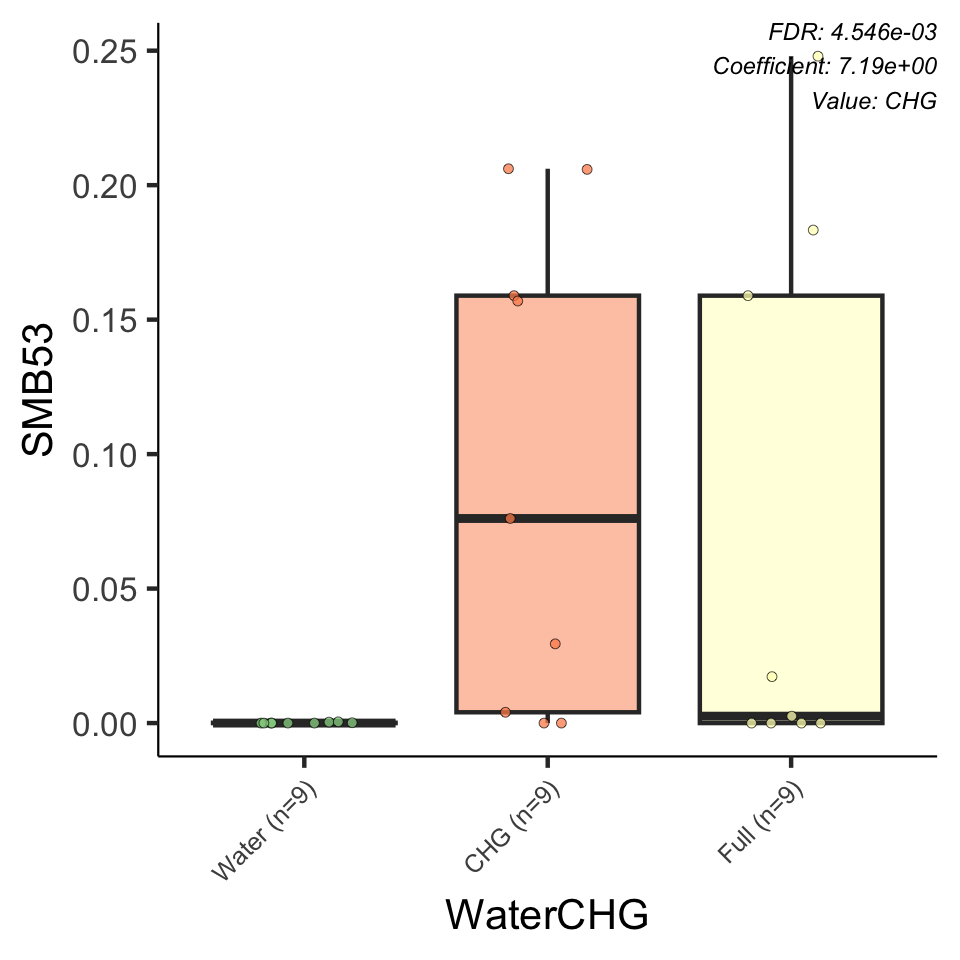 FDR: 4.546e-03
Coefficient: 7.19e+00
Value: CHG
0.25
0.20
0.15
0.10
0.05
0.00
SMB53
Water (n=9)
CHG (n=9)
Full (n=9)
WaterCHG